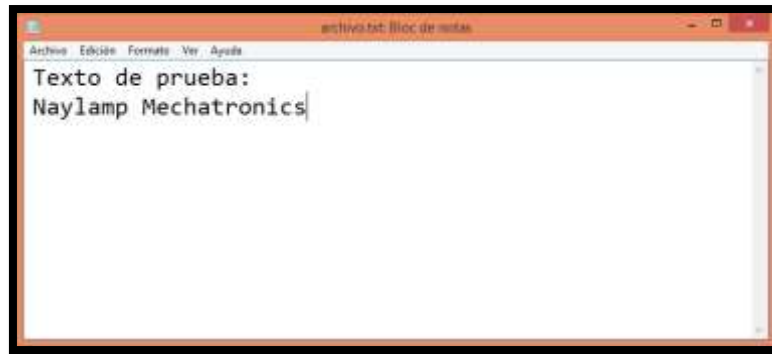 archivo.txt: Bloc de notas
Archivo Edición Formato Ver Ayuda
Texto de prueba:
Naylamp Mechatronics